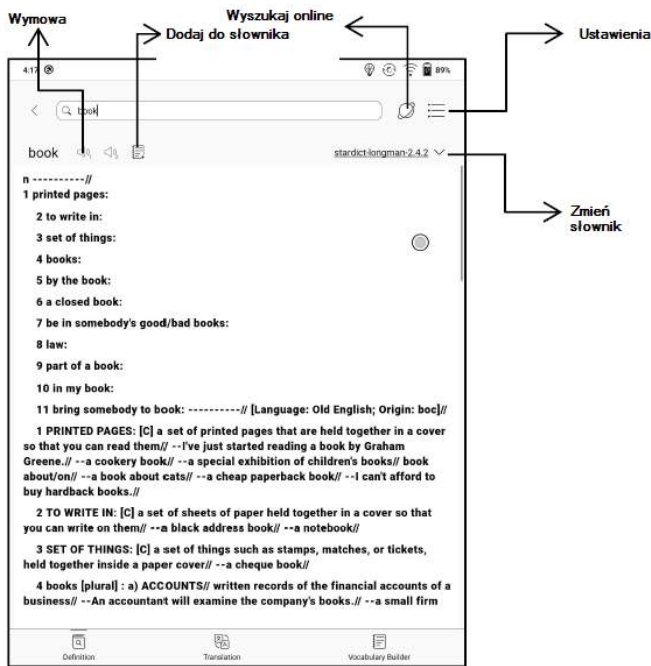 Wymowa
Wyszukaj online
Dodaj do słownika
Ustawienia
4:17 89%
book
book stardict-longman-2.4.2
Zmień
słownik
n ----------//
1 printed pages:
2 to write in:
3 set of things:
4 books:
5 by the book:
6 a closed book:
7 be in somebody's good/bad books:
8 law:
9 part of a book:
10 in my book:
11 bring somebody to book: ----------// [Language: Old English; Origin: boc]//
1 PRINTED PAGES: [C] a set of printed pages that are held together in a cover
so that you can read them// --I've just started reading a book by Graham
Greene.// --a cookery book// --a special exhibition of children's books// book
about/on// --a book about cats// --a cheap paperback book// --I can't afford to
buy hardback books.//
2 TO WRITE IN: [C] a set of sheets of paper held together in a cover so that
you can write on them// --a black address book// --a notebook//
3 SET OF THINGS: [C] a set of things such as stamps, matches, or tickets,
held together inside a paper cover// --a cheque book//
4 books [plural] : a) ACCOUNTS// written records of the financial accounts of a
business// --An accountant will examine the company's books.// --a small firm
Definition Translation Vocabulary Builder